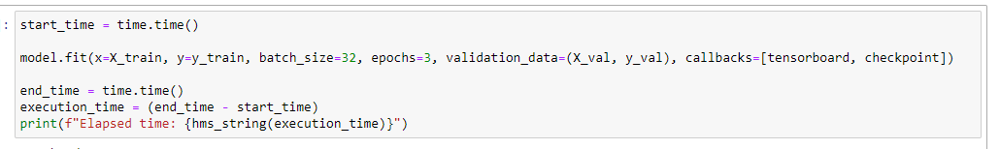 :
start_time = time.time()
model.fit(x=X_train, y=y_train, batch_size=32, epochs=3, validation_data=(X_val, y_val), callbacks=[tensorboard, checkpoint])
end_time = time.time()
execution_time = (end_time - start_time)
print(f"Elapsed time: {hms_string(execution_time)}")